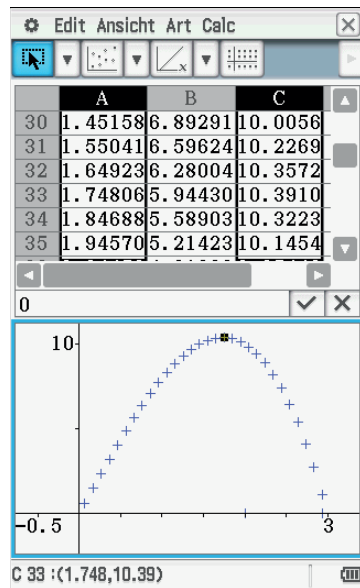 Edit Ansicht Art Calc
A B C
30 1.45158 6.89291 10.0056
31 1.55041 6.59624 10.2269
32 1.64923 6.28004 10.3572
33 1.74806 5.94430 10.3910
34 1.84688 5.58903 10.3223
35 1.94570 5.21423 10.1454
0
10
-0.5 3
C 33 :(1.748,10.39)